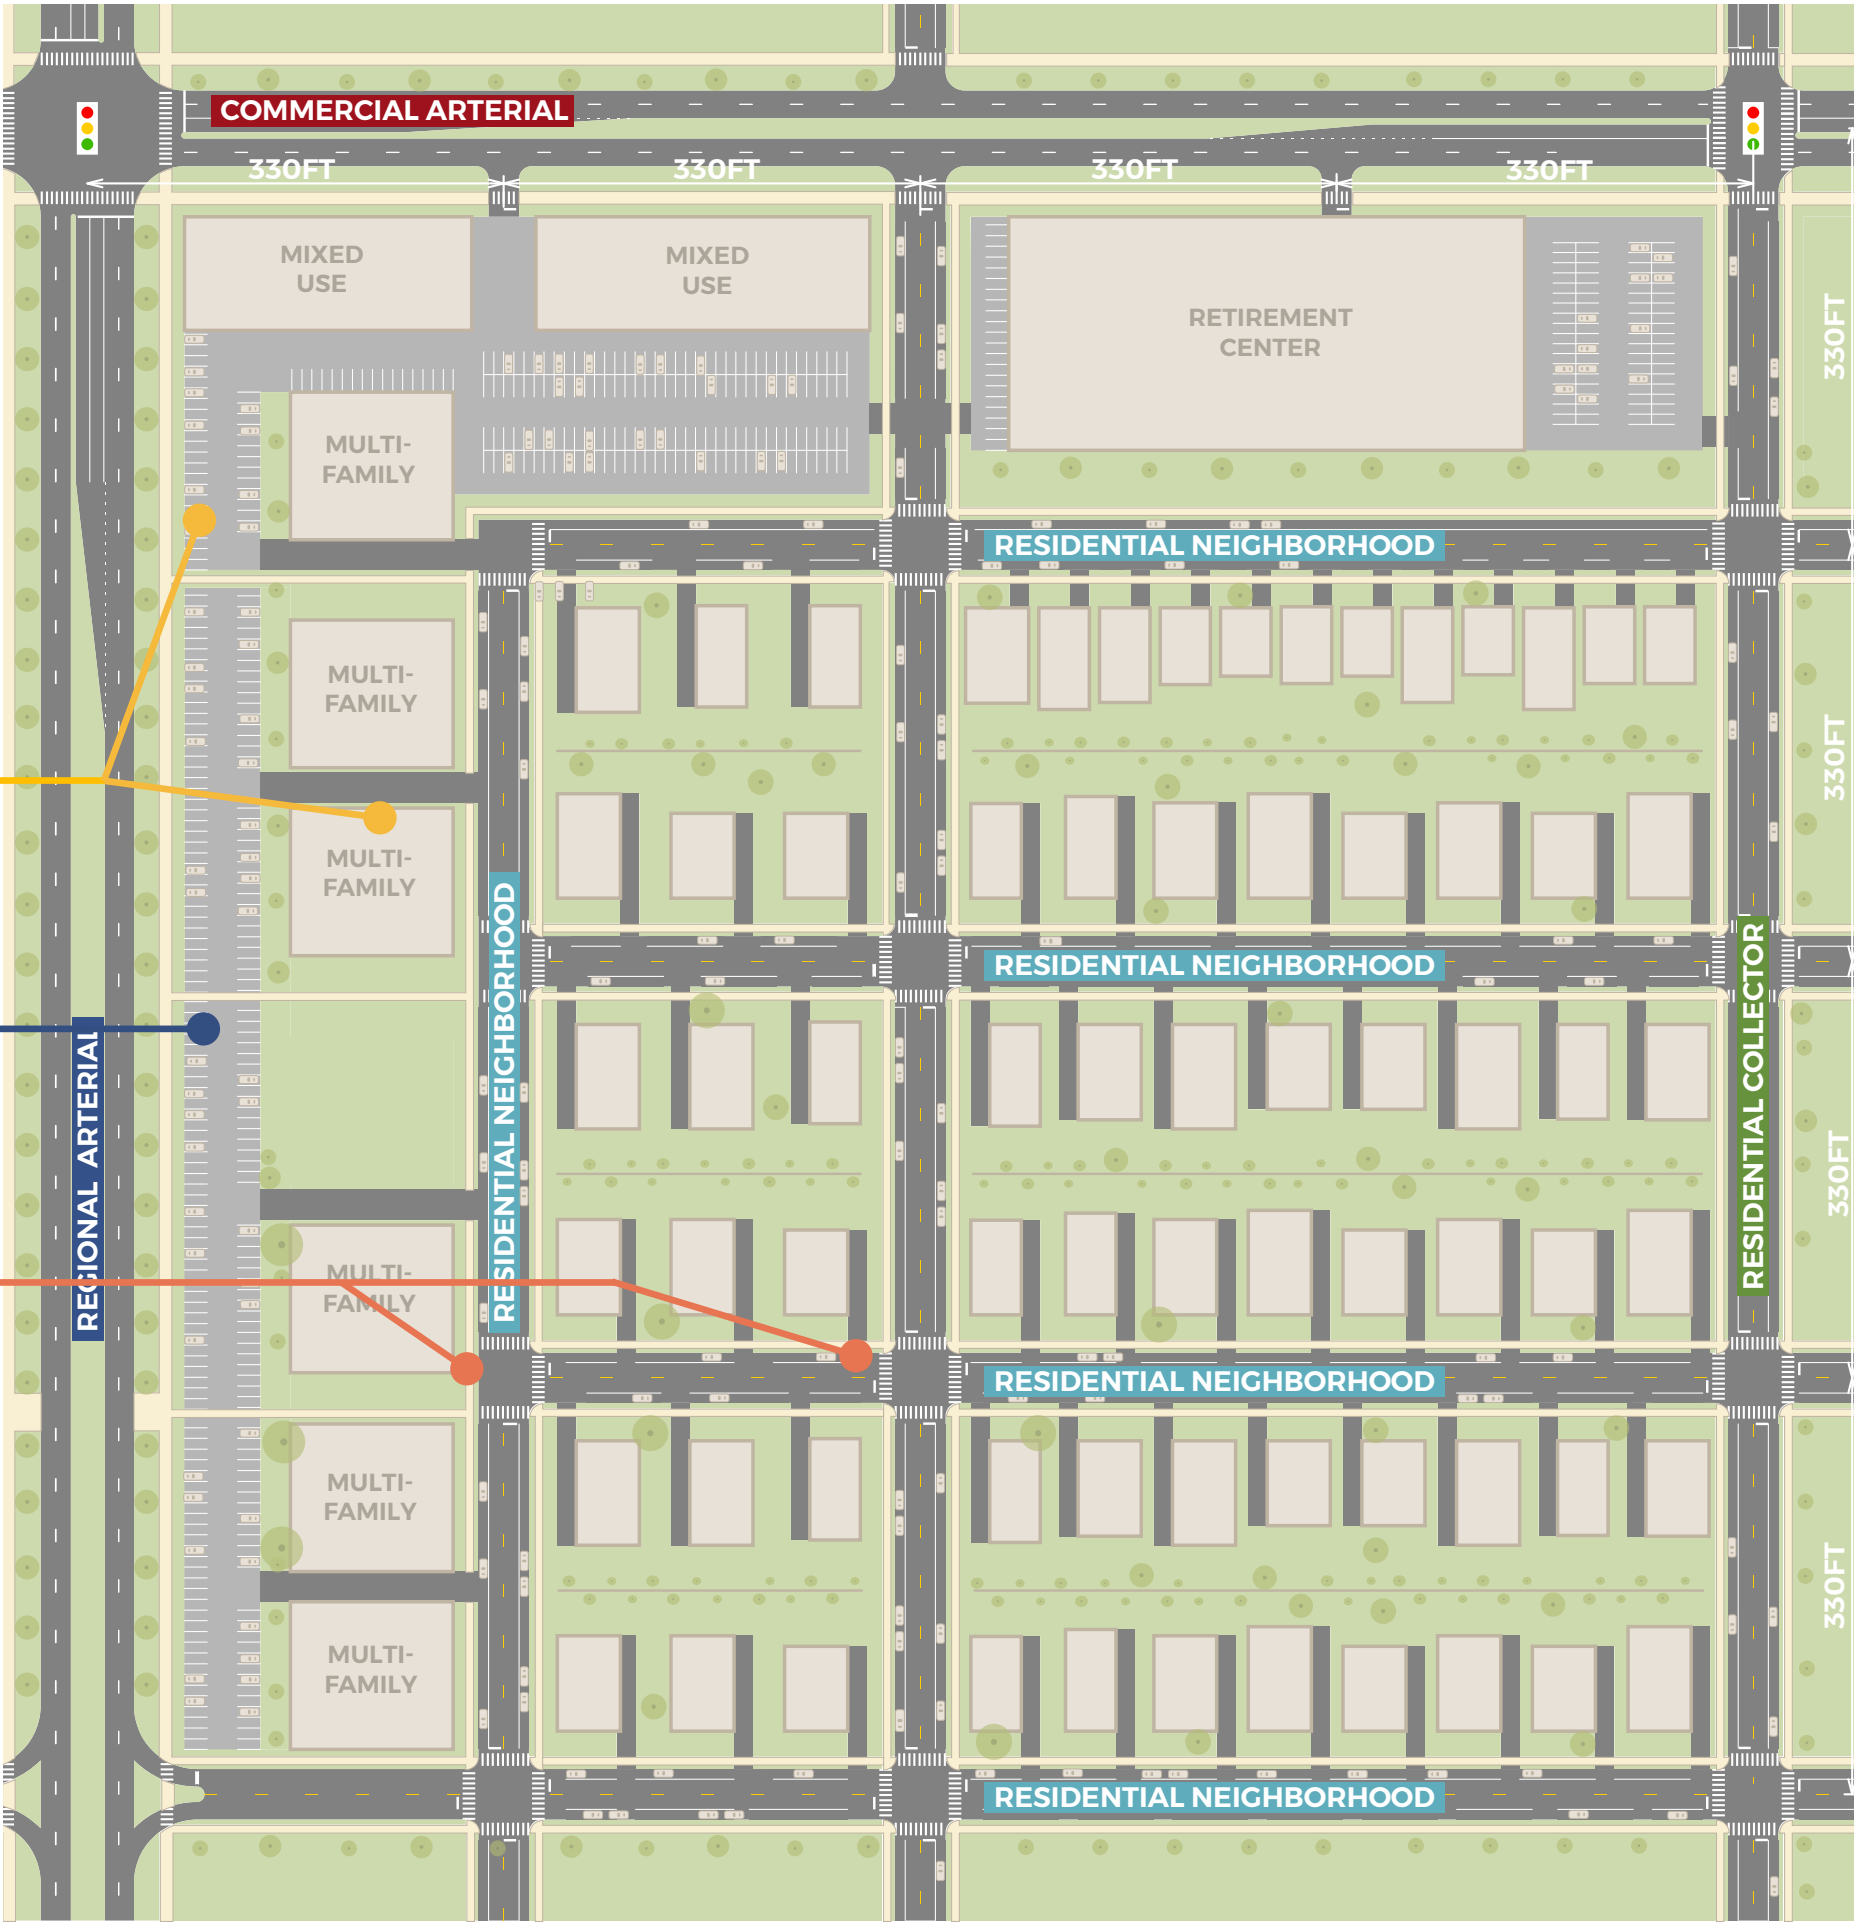 COMMERCIAL ARTERIAL
330FT
330FT
330FT
330FT
MIXED
USE
MIXED
USE
RETIREMENT
CENTER
330FT
MULTI-
FAMILY
RESIDENTIAL NEIGHBORHOOD
MULTI-
FAMILY
330FT
MULTI-
FAMILY
RESIDENTIAL NEIGHBORHOOD
RESIDENTIAL NEIGHBORHOOD
RESIDENTIAL COLLECTOR
REGIONAL ARTERIAL
330FT
MULTI-
FAMILY
RESIDENTIAL NEIGHBORHOOD
MULTI-
FAMILY
330FT
MULTI-
FAMILY
RESIDENTIAL NEIGHBORHOOD